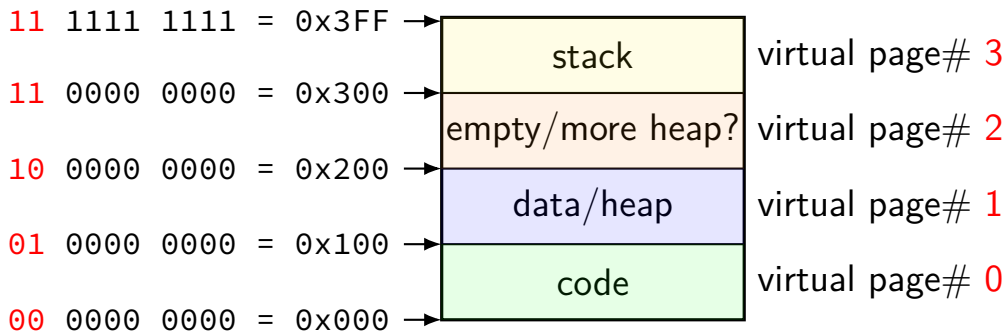 11 1111 1111 = 0x3FF
stack
virtual page# 3
11 0000 0000 = 0x300
empty/more heap?
virtual page# 2
10 0000 0000 = 0x200
data/heap
virtual page# 1
01 0000 0000 = 0x100
code
virtual page# 0
00 0000 0000 = 0x000